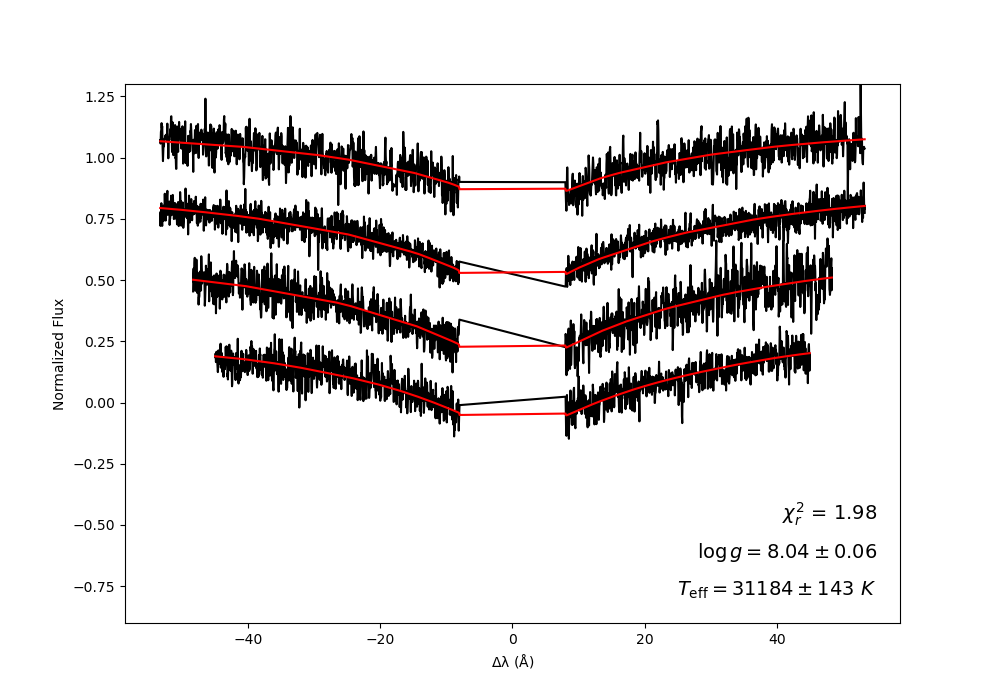 1.25
1.00
0.75
0.50
0.25
0.00
−0.25
−0.50
−0.75
Normalized Flux
χ²ᵣ = 1.98
log g = 8.04 ± 0.06
T_eff = 31184 ± 143 K
−40 −20 0 20 40
Δλ (Å)